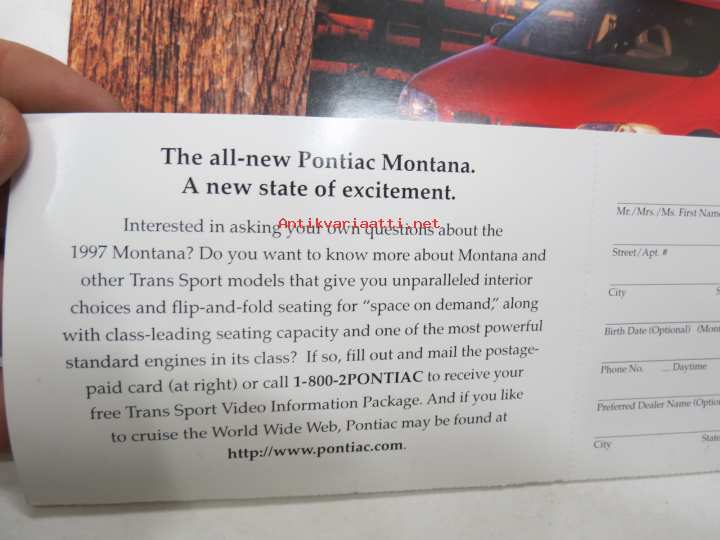 The all-new Pontiac Montana.
A new state of excitement.
Interested in asking your own questions about the
1997 Montana? Do you want to know more about Montana and
other Trans Sport models that give you unparalleled interior
choices and flip-and-fold seating for “space on demand,” along
with class-leading seating capacity and one of the most powerful
standard engines in its class? If so, fill out and mail the postage-
paid card (at right) or call 1-800-2PONTIAC to receive your
free Trans Sport Video Information Package. And if you like
to cruise the World Wide Web, Pontiac may be found at
http://www.pontiac.com.
Antikvariaatti.net
Mr./Mrs./Ms. First Name
Street/Apt. #
City
Birth Date (Optional)
Phone No. ... Daytime
Preferred Dealer Name
City State